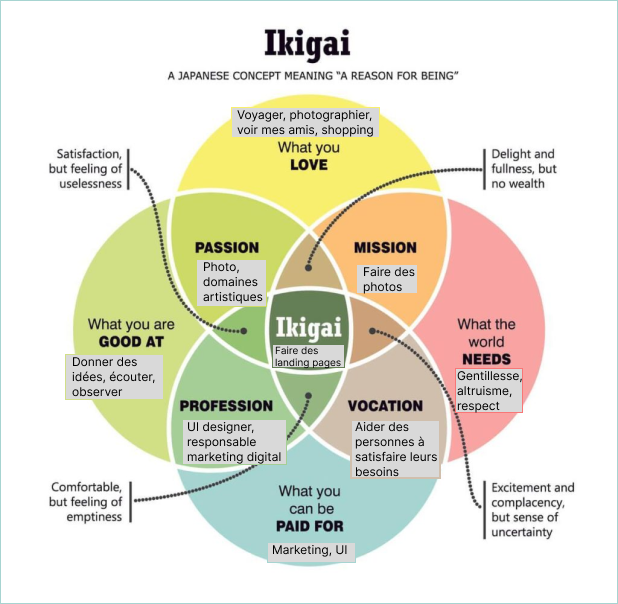 Ikigai
A JAPANESE CONCEPT MEANING “A REASON FOR BEING”
Voyager, photographier,
voir mes amis, shopping
What you
LOVE
Satisfaction,
but feeling of
uselessness
Delight and
fullness, but
no wealth
PASSION
Photo,
domaines
artistiques
MISSION
Faire des
photos
What you are
GOOD AT
Donner des
idées, écouter,
observer
Ikigai
Faire des
landing pages
What the
world
NEEDS
Gentillesse,
altruisme,
respect
PROFESSION
UI designer,
responsable
marketing digital
VOCATION
Aider des
personnes à
satisfaire leurs
besoins
Comfortable,
but feeling of
emptiness
What you
can be
PAID FOR
Marketing, UI
Excitement and
complacency,
but sense of
uncertainty